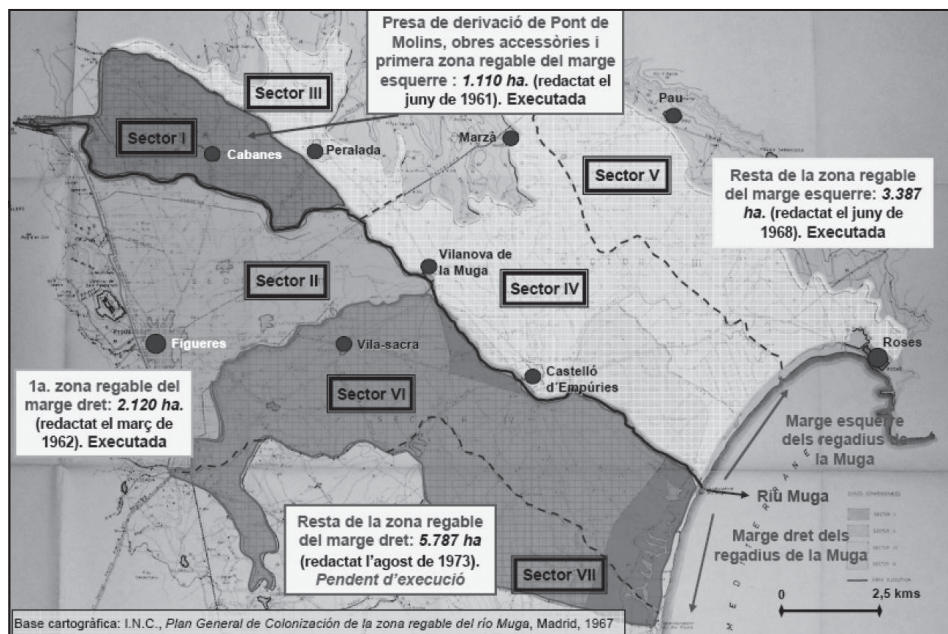 Presa de derivació de Pont de
Molins, obres accessòries i
primera zona regable del marge
esquerre : 1.110 ha. (redactat el
juny de 1961). Executada
Sector III
Sector I
Cabanes
Peralada
Marzà
Pau
Sector V
Resta de la zona regable
del marge esquerre: 3.387
ha. (redactat el juny de
1968). Executada
Vilanova de
la Muga
Sector II
Sector IV
Figueres
Vila-sacra
Roses
Castelló
d´Empúries
Sector VI
1a. zona regable del
marge dret: 2.120 ha.
(redactat el març de
1962). Executada
Marge esquerre
dels regadius de
la Muga
Riu Muga
Resta de la zona regable
del marge dret: 5.787 ha
(redactat l'agost de 1973).
Pendent d'execució
Marge dret dels
regadius de la Muga
Sector VII
0
2,5 kms
Base cartogràfica: I.N.C., Plan General de Colonización de la zona regable del río Muga, Madrid, 1967